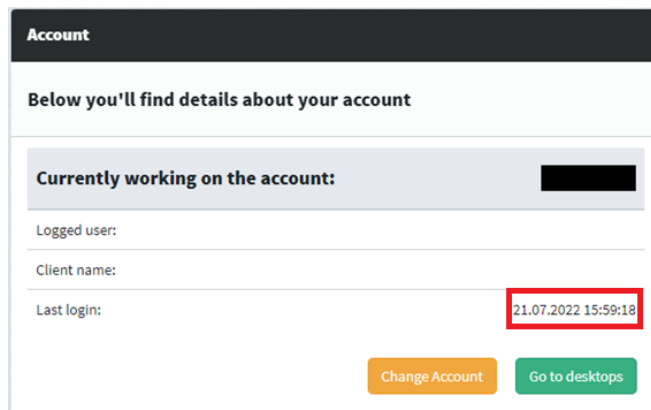 Account
Below you'll find details about your account
Currently working on the account:
Logged user:
Client name:
Last login: 21.07.2022 15:59:18
Change Account Go to desktops